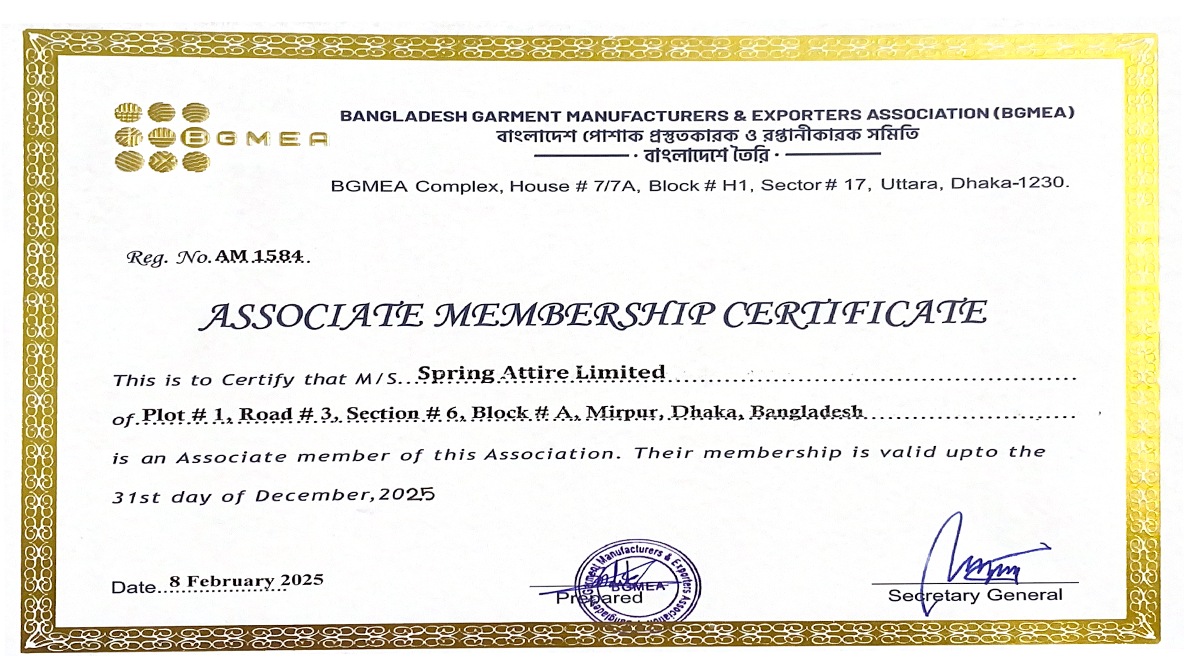 BGMEA
BANGLADESH GARMENT MANUFACTURERS & EXPORTERS ASSOCIATION (BGMEA)
বাংলাদেশ পোশাক প্রস্তুতকারক ও রপ্তানীকারক সমিতি
· বাংলাদেশে তৈরি ·
BGMEA Complex, House # 7/7A, Block # H1, Sector # 17, Uttara, Dhaka-1230.
Reg. No. AM 1584
ASSOCIATE MEMBERSHIP CERTIFICATE
This is to Certify that M/S. Spring Attire Limited
of Plot # 1, Road # 3, Section # 6, Block # A, Mirpur, Dhaka, Bangladesh
is an Associate member of this Association. Their membership is valid upto the
31st day of December,2025
Date. 8 February 2025
Manufacturers & Exporters Association
BGMEA
Prepared
Secretary General